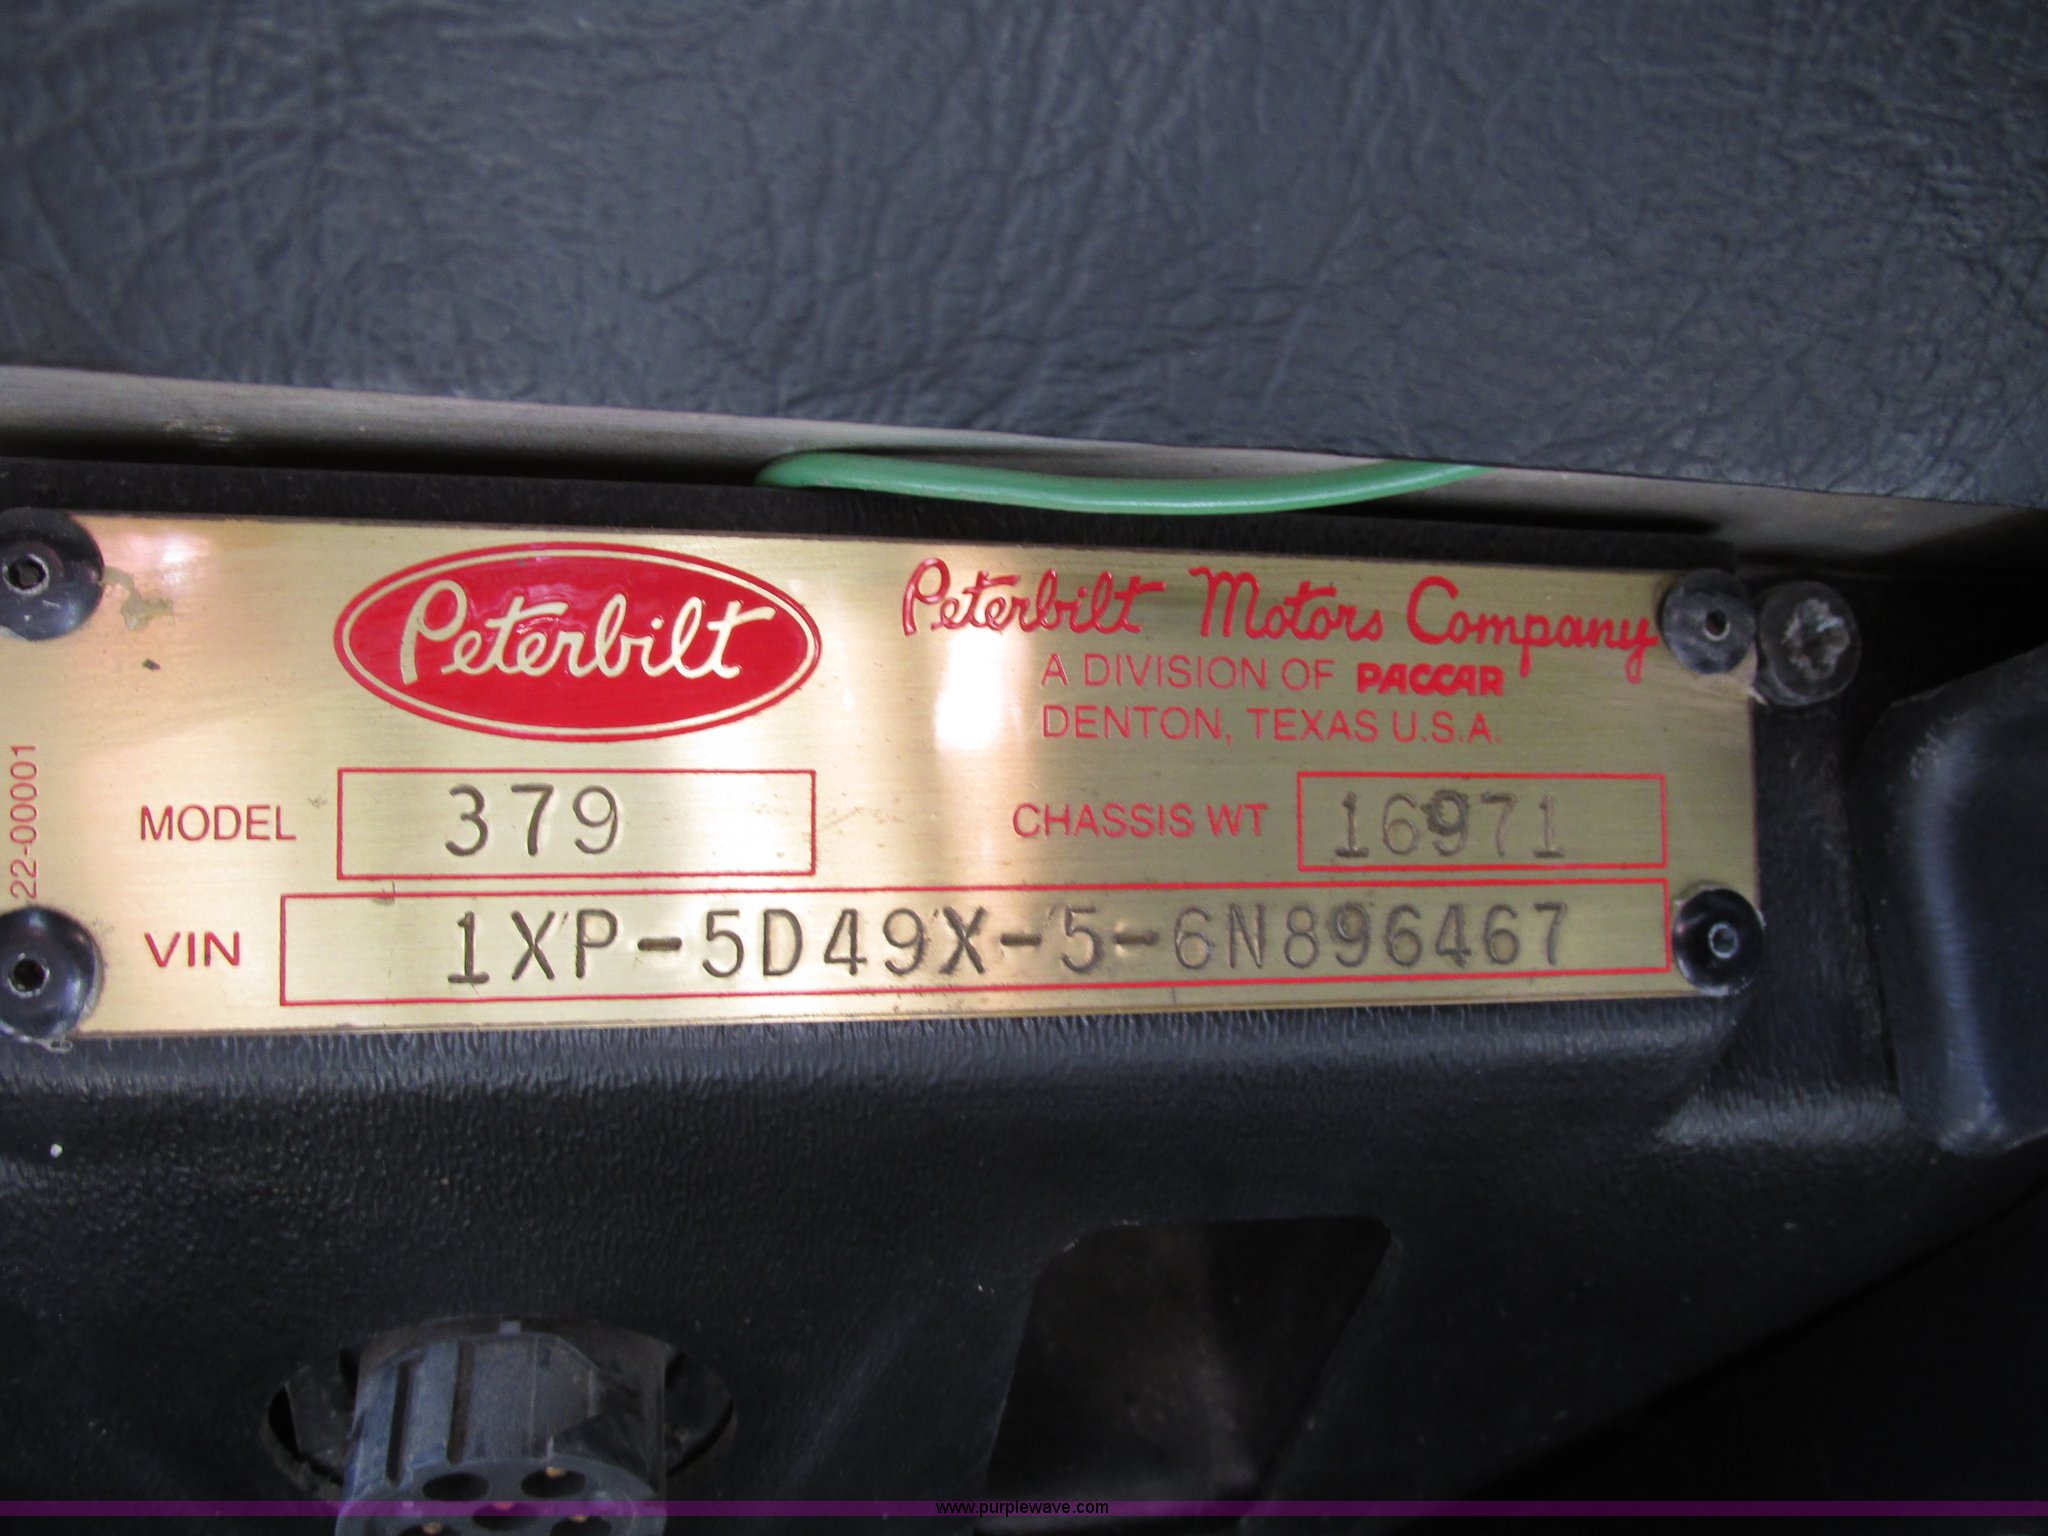 Peterbilt
Peterbilt Motors Company
A DIVISION OF PACCAR
DENTON, TEXAS U.S.A.
22-00001
MODEL 379
CHASSIS WT 16971
VIN 1XP-5D49X-5-6N896467
www.purplewave.com